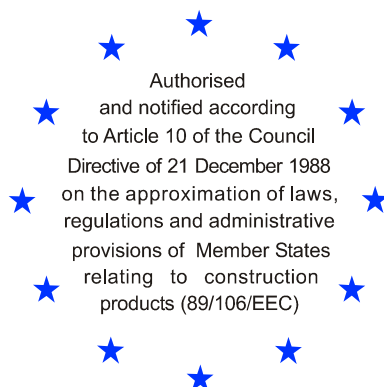 Authorised
and notified according
to Article 10 of the Council
Directive of 21 December 1988
on the approximation of laws,
regulations and administrative
provisions of Member States
relating to construction
products (89/106/EEC)